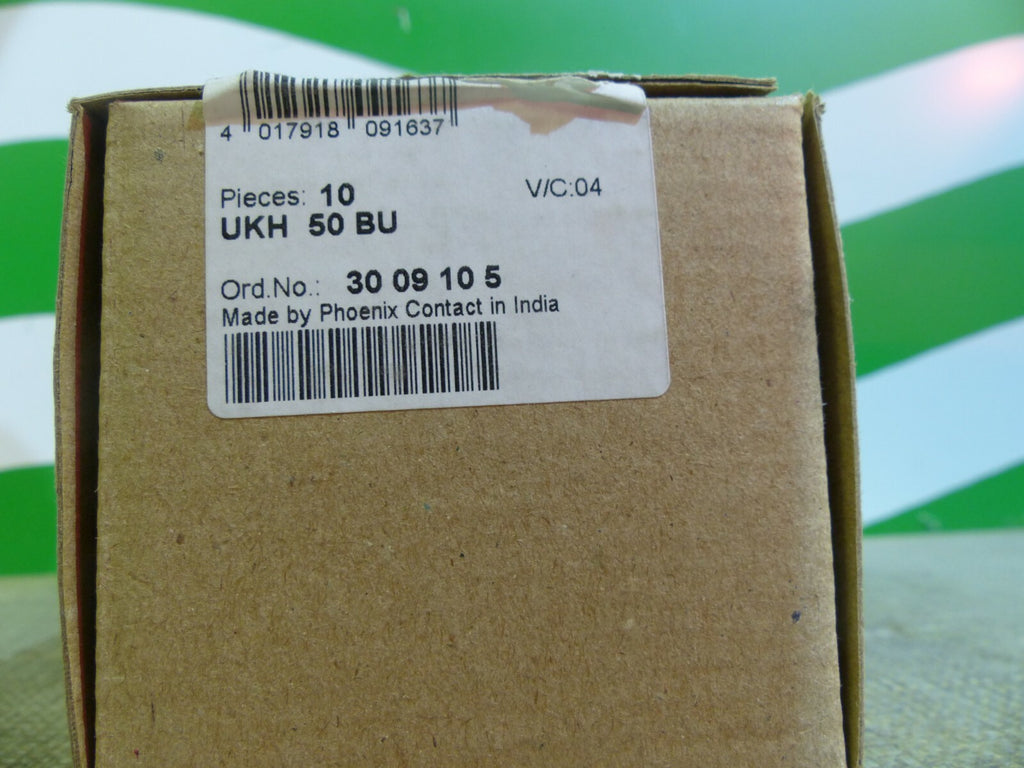 4 017918 091637
Pieces: 10 V/C:04
UKH 50 BU
Ord.No.: 30 09 10 5
Made by Phoenix Contact in India